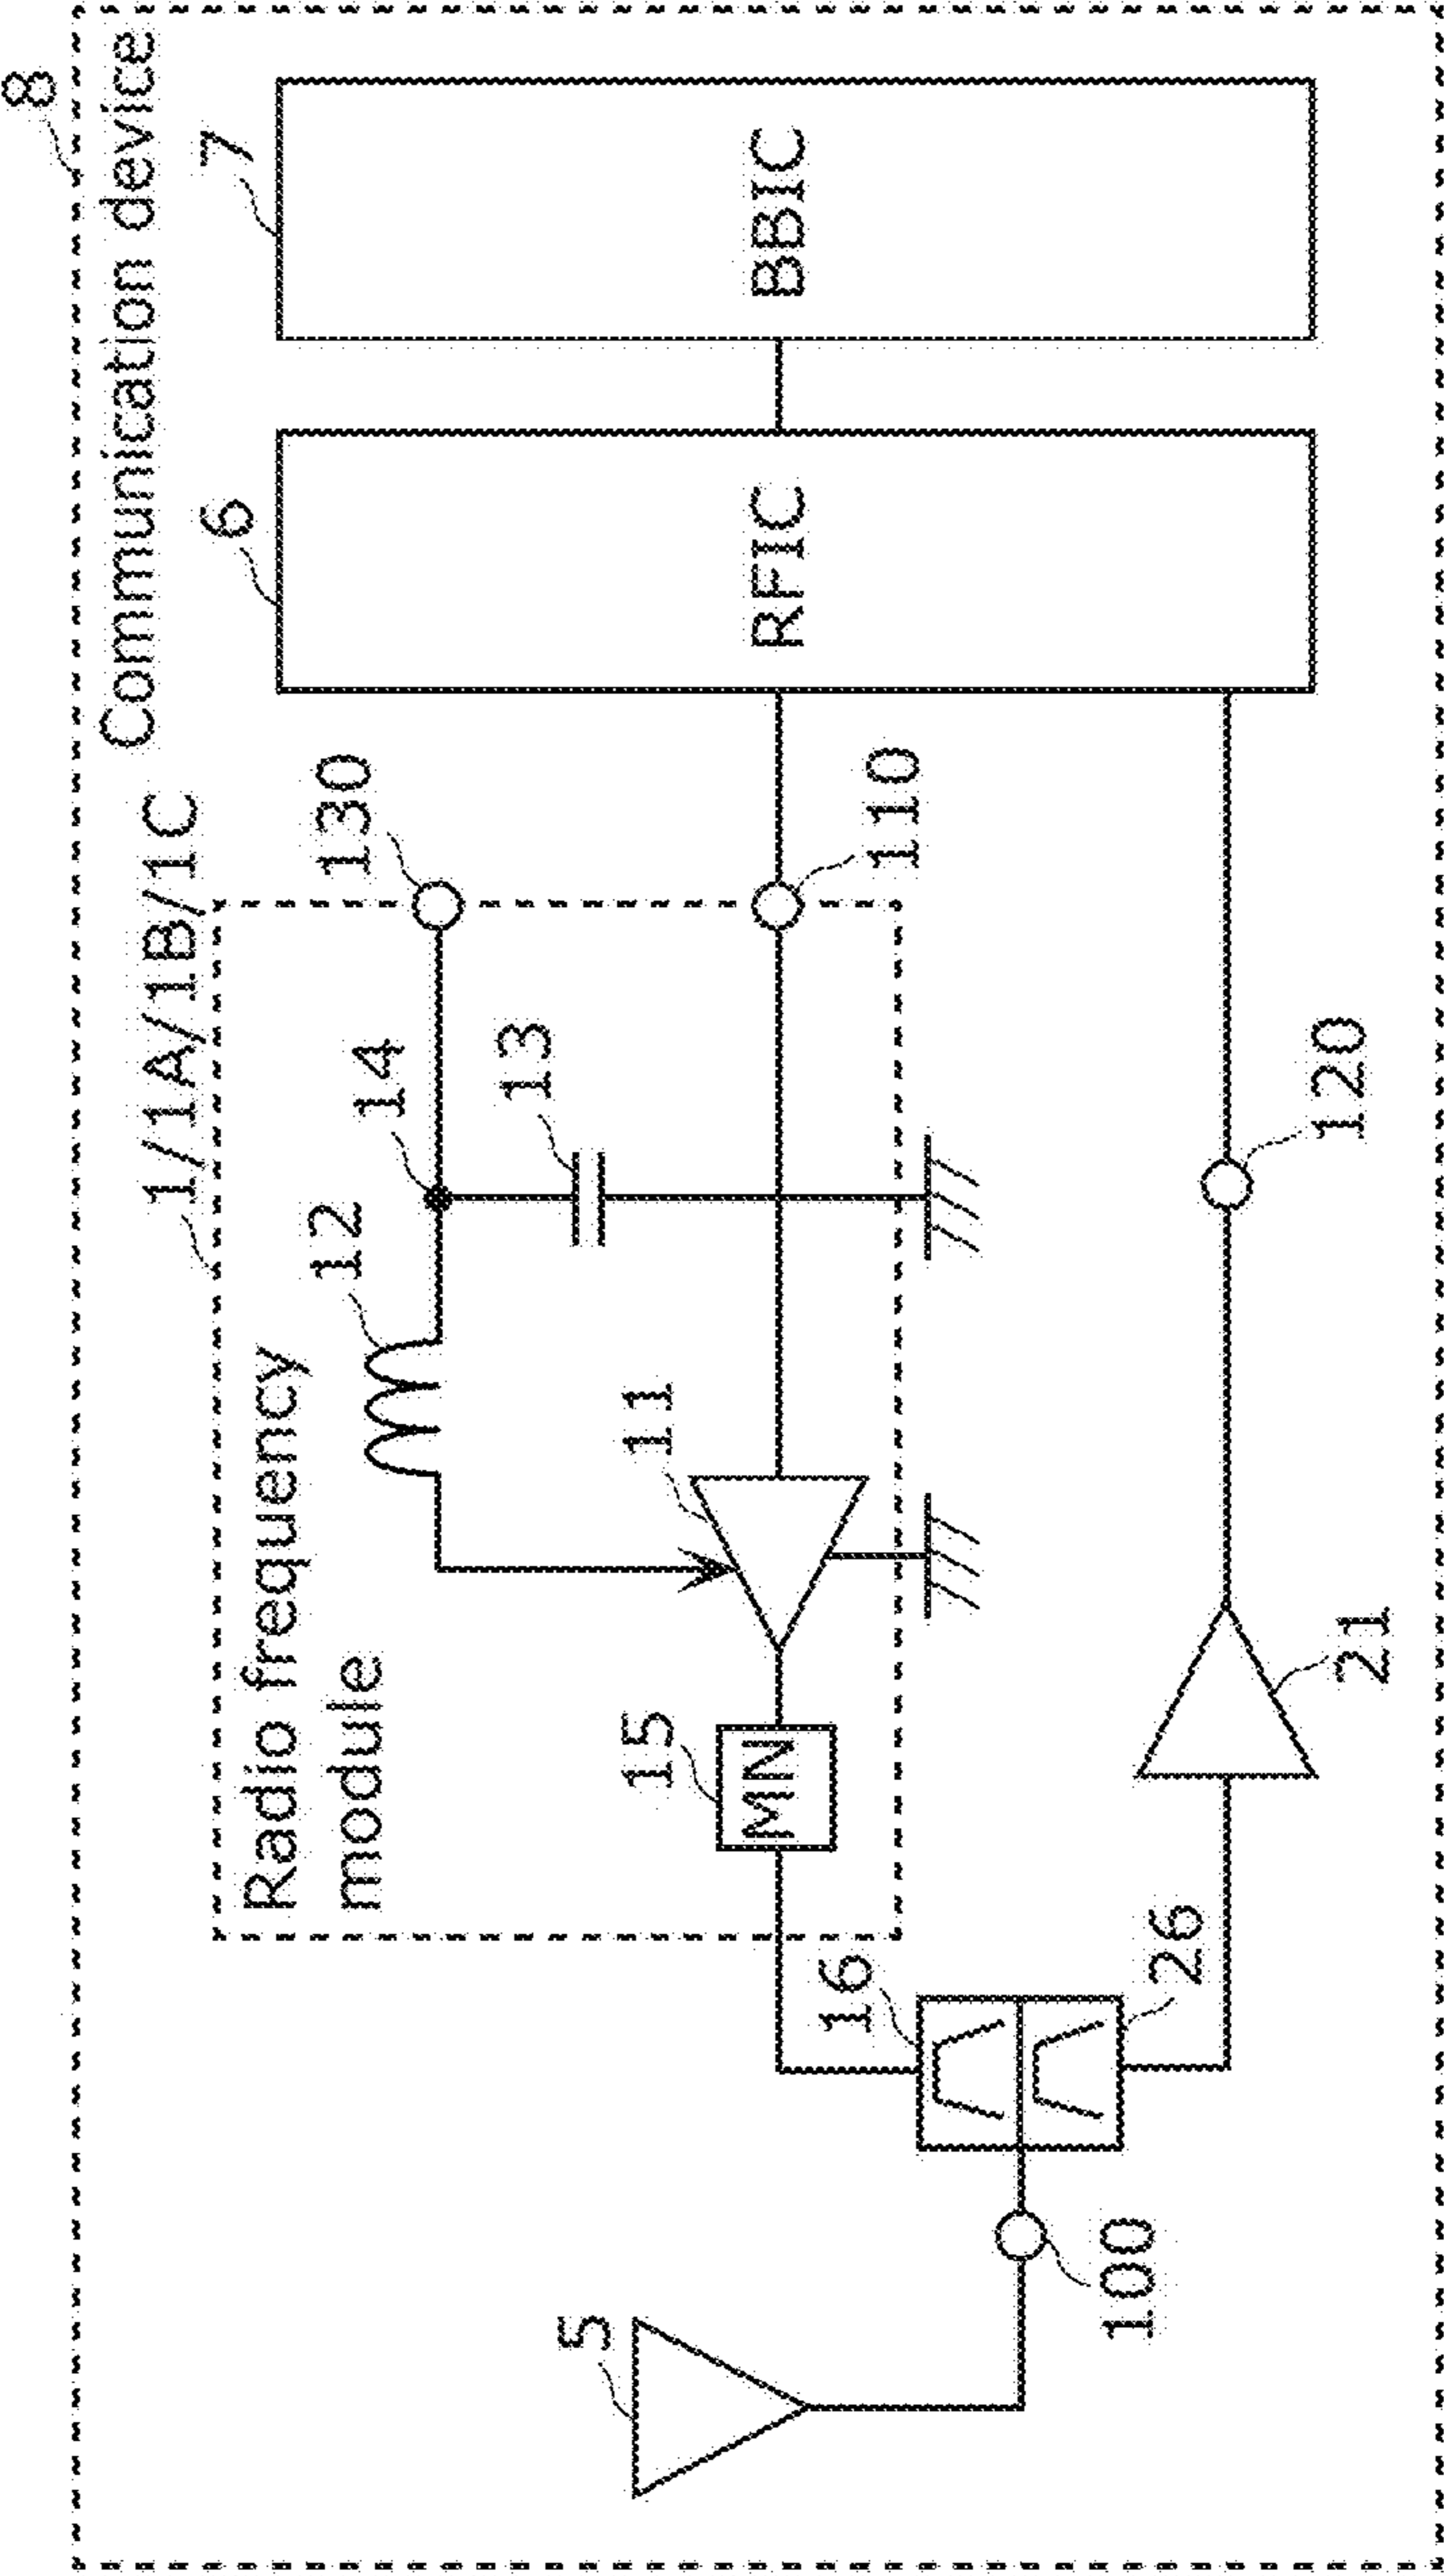 8
Communication device
1/1A/1B/1C
Radio frequency
module
12
14
130
6
7
13
5
15
11
RFIC
BBIC
MN
16
110
100
26
21
120